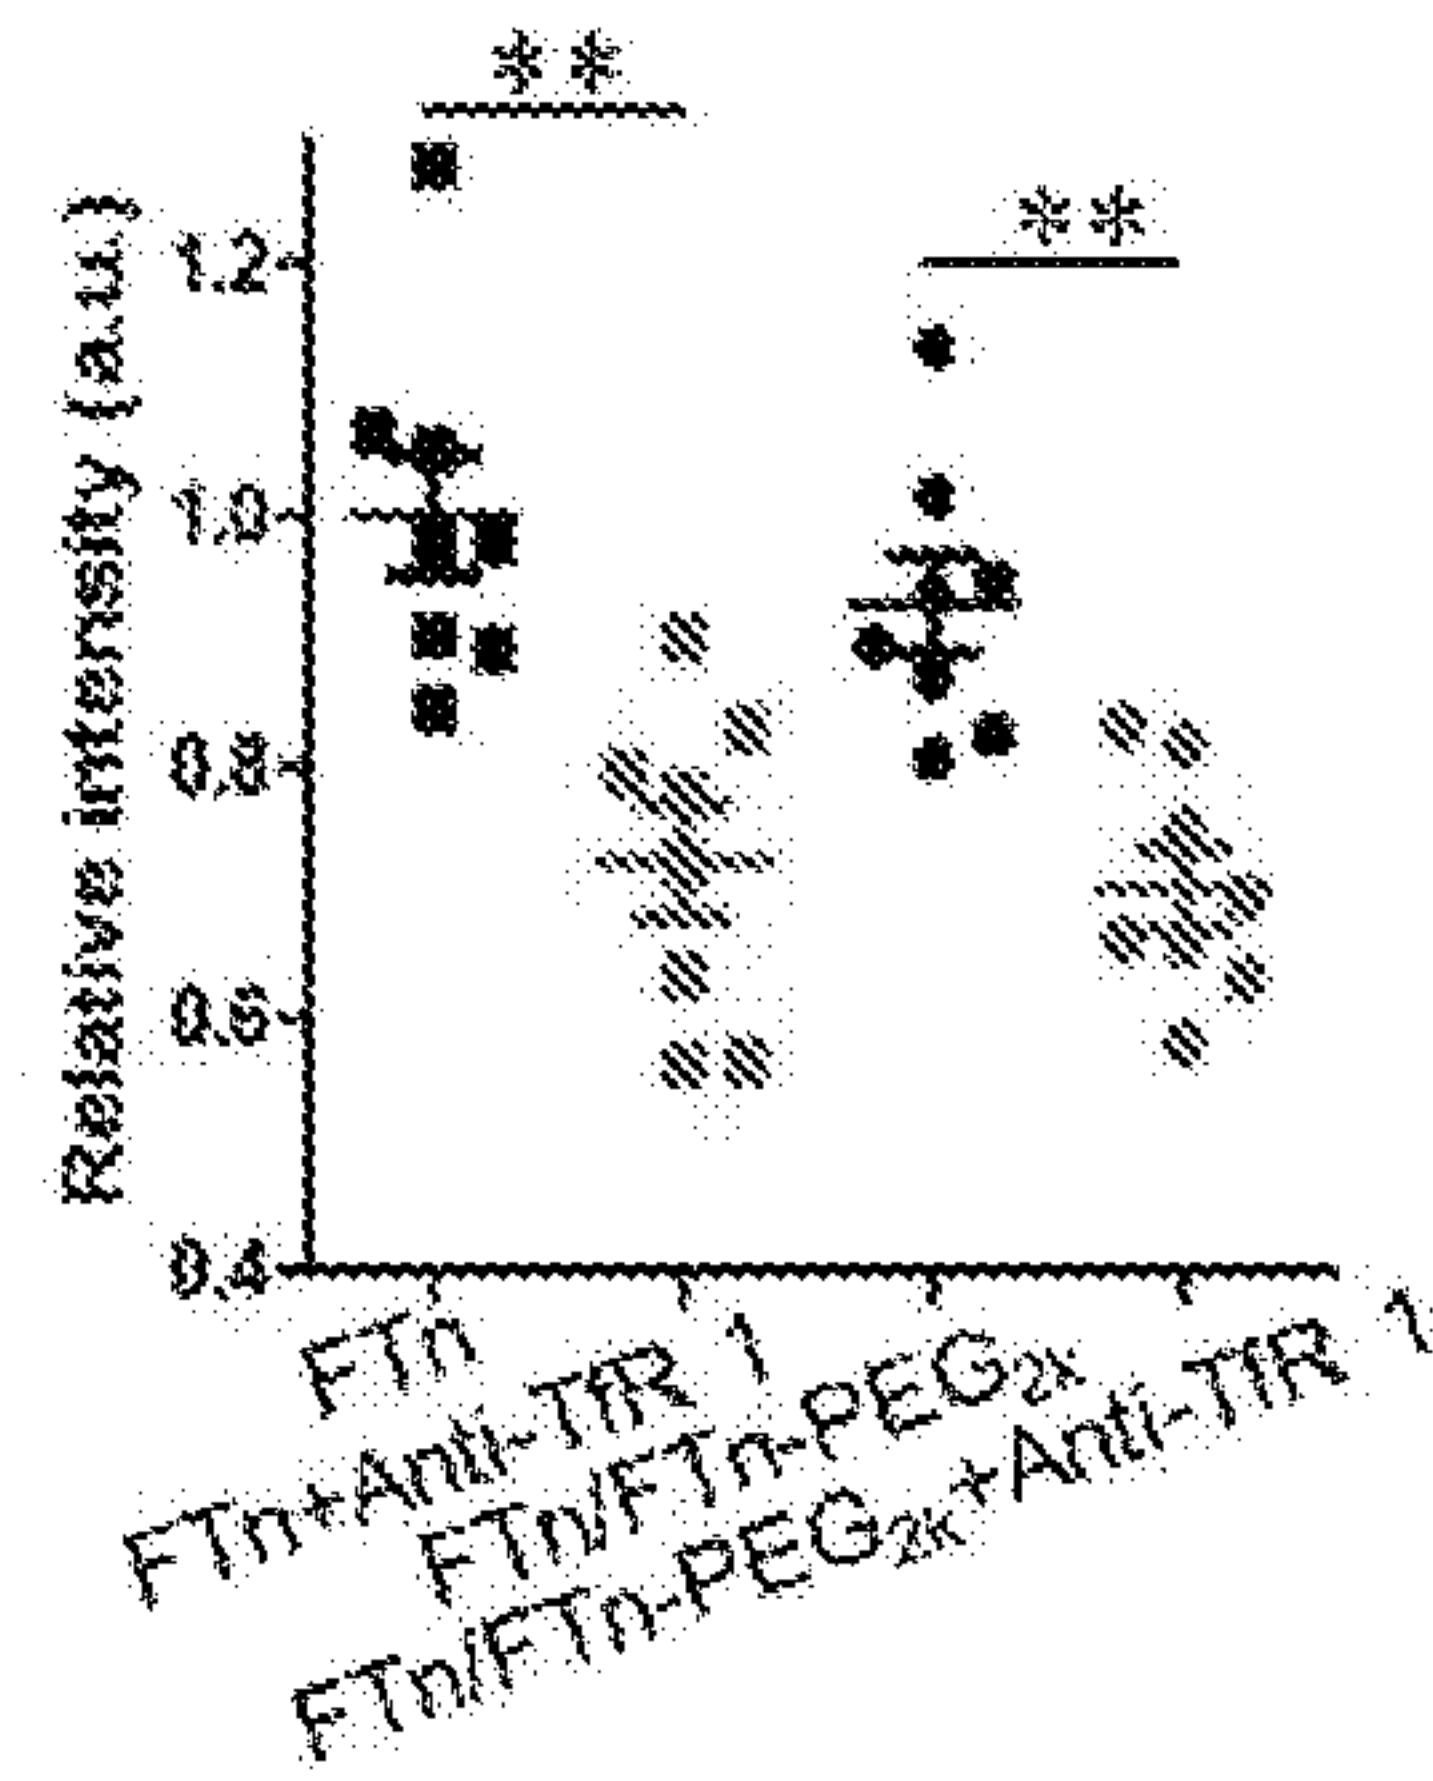 **
**
Relative intensity (a.u.)
1.2
1.0
0.8
0.6
0.4
FTn
FTn+Anti-TfR 1
FTn/FTn-PEG2k
FTn/FTn-PEG2k+Anti-TfR 1